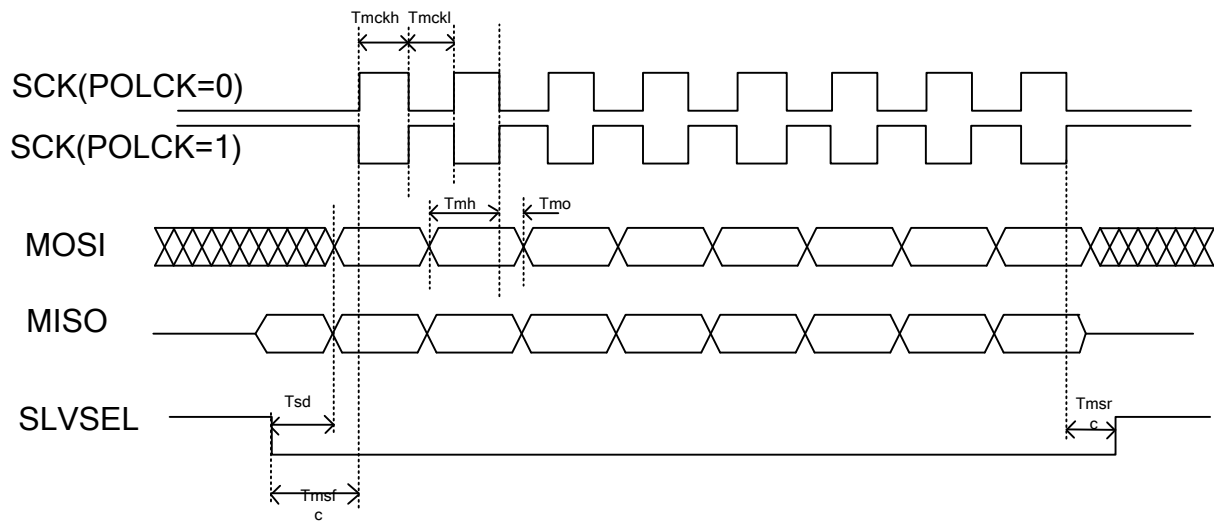 Tmckh Tmckl
SCK(POLCK=0)
SCK(POLCK=1)
Tmh Tmo
MOSI
MISO
Tsd
SLVSEL
Tmsr
c
Tmsf
c